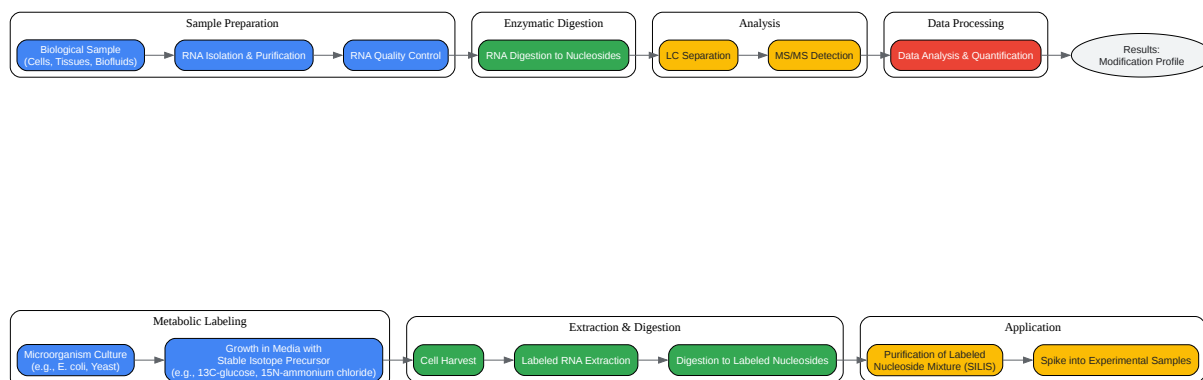 Sample Preparation
Enzymatic Digestion
Analysis
Data Processing
Biological Sample
(Cells, Tissues, Biofluids)
RNA Isolation & Purification
RNA Quality Control
RNA Digestion to Nucleosides
LC Separation
MS/MS Detection
Data Analysis & Quantification
Results:
Modification Profile
Metabolic Labeling
Extraction & Digestion
Application
Microorganism Culture
(e.g., E. coli, Yeast)
Growth in Media with
Stable Isotope Precursor
(e.g., 13C-glucose, 15N-ammonium chloride)
Cell Harvest
Labeled RNA Extraction
Digestion to Labeled Nucleosides
Purification of Labeled
Nucleoside Mixture (SILIS)
Spike into Experimental Samples